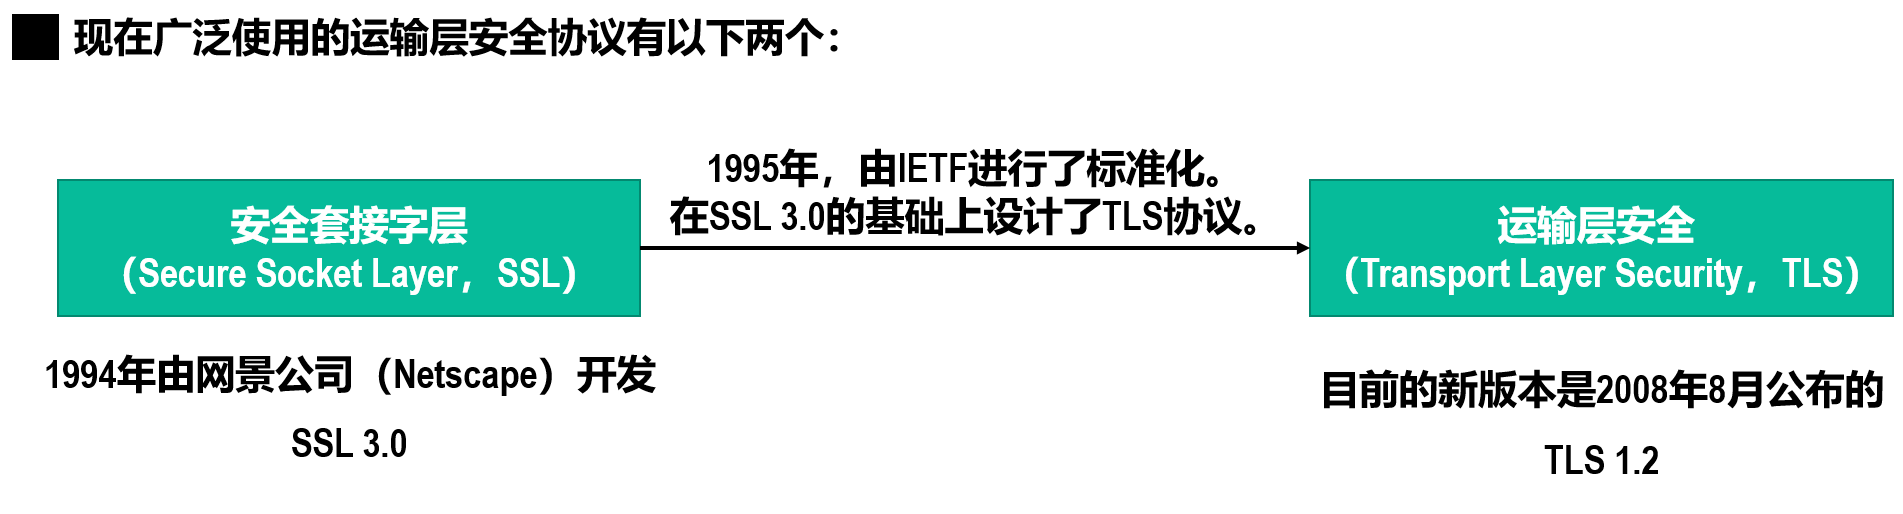 现在广泛使用的运输层安全协议有以下两个：
1995年，由IETF进行了标准化。
在SSL 3.0的基础上设计了TLS协议。
安全套接字层
（Secure Socket Layer，SSL）
运输层安全
（Transport Layer Security，TLS）
1994年由网景公司（Netscape）开发
SSL 3.0
目前的新版本是2008年8月公布的
TLS 1.2